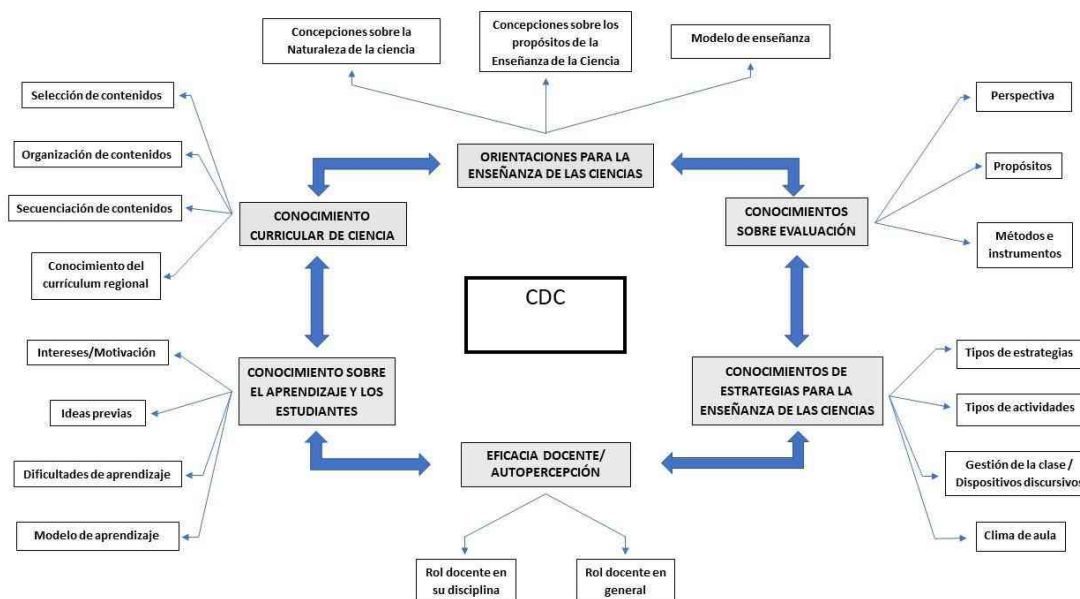 Concepciones sobre la
Naturaleza de la ciencia
Concepciones sobre los
propósitos de la
Enseñanza de la Ciencia
Modelo de enseñanza
Selección de contenidos
Organización de contenidos
Secuenciación de contenidos
Conocimiento del
currículum regional
ORIENTACIONES PARA LA
ENSEÑANZA DE LAS CIENCIAS
Perspectiva
Propósitos
Métodos e
instrumentos
CONOCIMIENTO
CURRICULAR DE CIENCIA
CONOCIMIENTOS
SOBRE EVALUACIÓN
CDC
Intereses/Motivación
Ideas previas
Dificultades de aprendizaje
Modelo de aprendizaje
CONOCIMIENTO SOBRE
EL APRENDIZAJE Y LOS
ESTUDIANTES
CONOCIMIENTOS DE
ESTRATEGIAS PARA LA
ENSEÑANZA DE LAS CIENCIAS
Tipos de estrategias
Tipos de actividades
Gestión de la clase /
Dispositivos discursivos
Clima de aula
EFICACIA DOCENTE/
AUTOPERCEPCIÓN
Rol docente en
su disciplina
Rol docente en
general